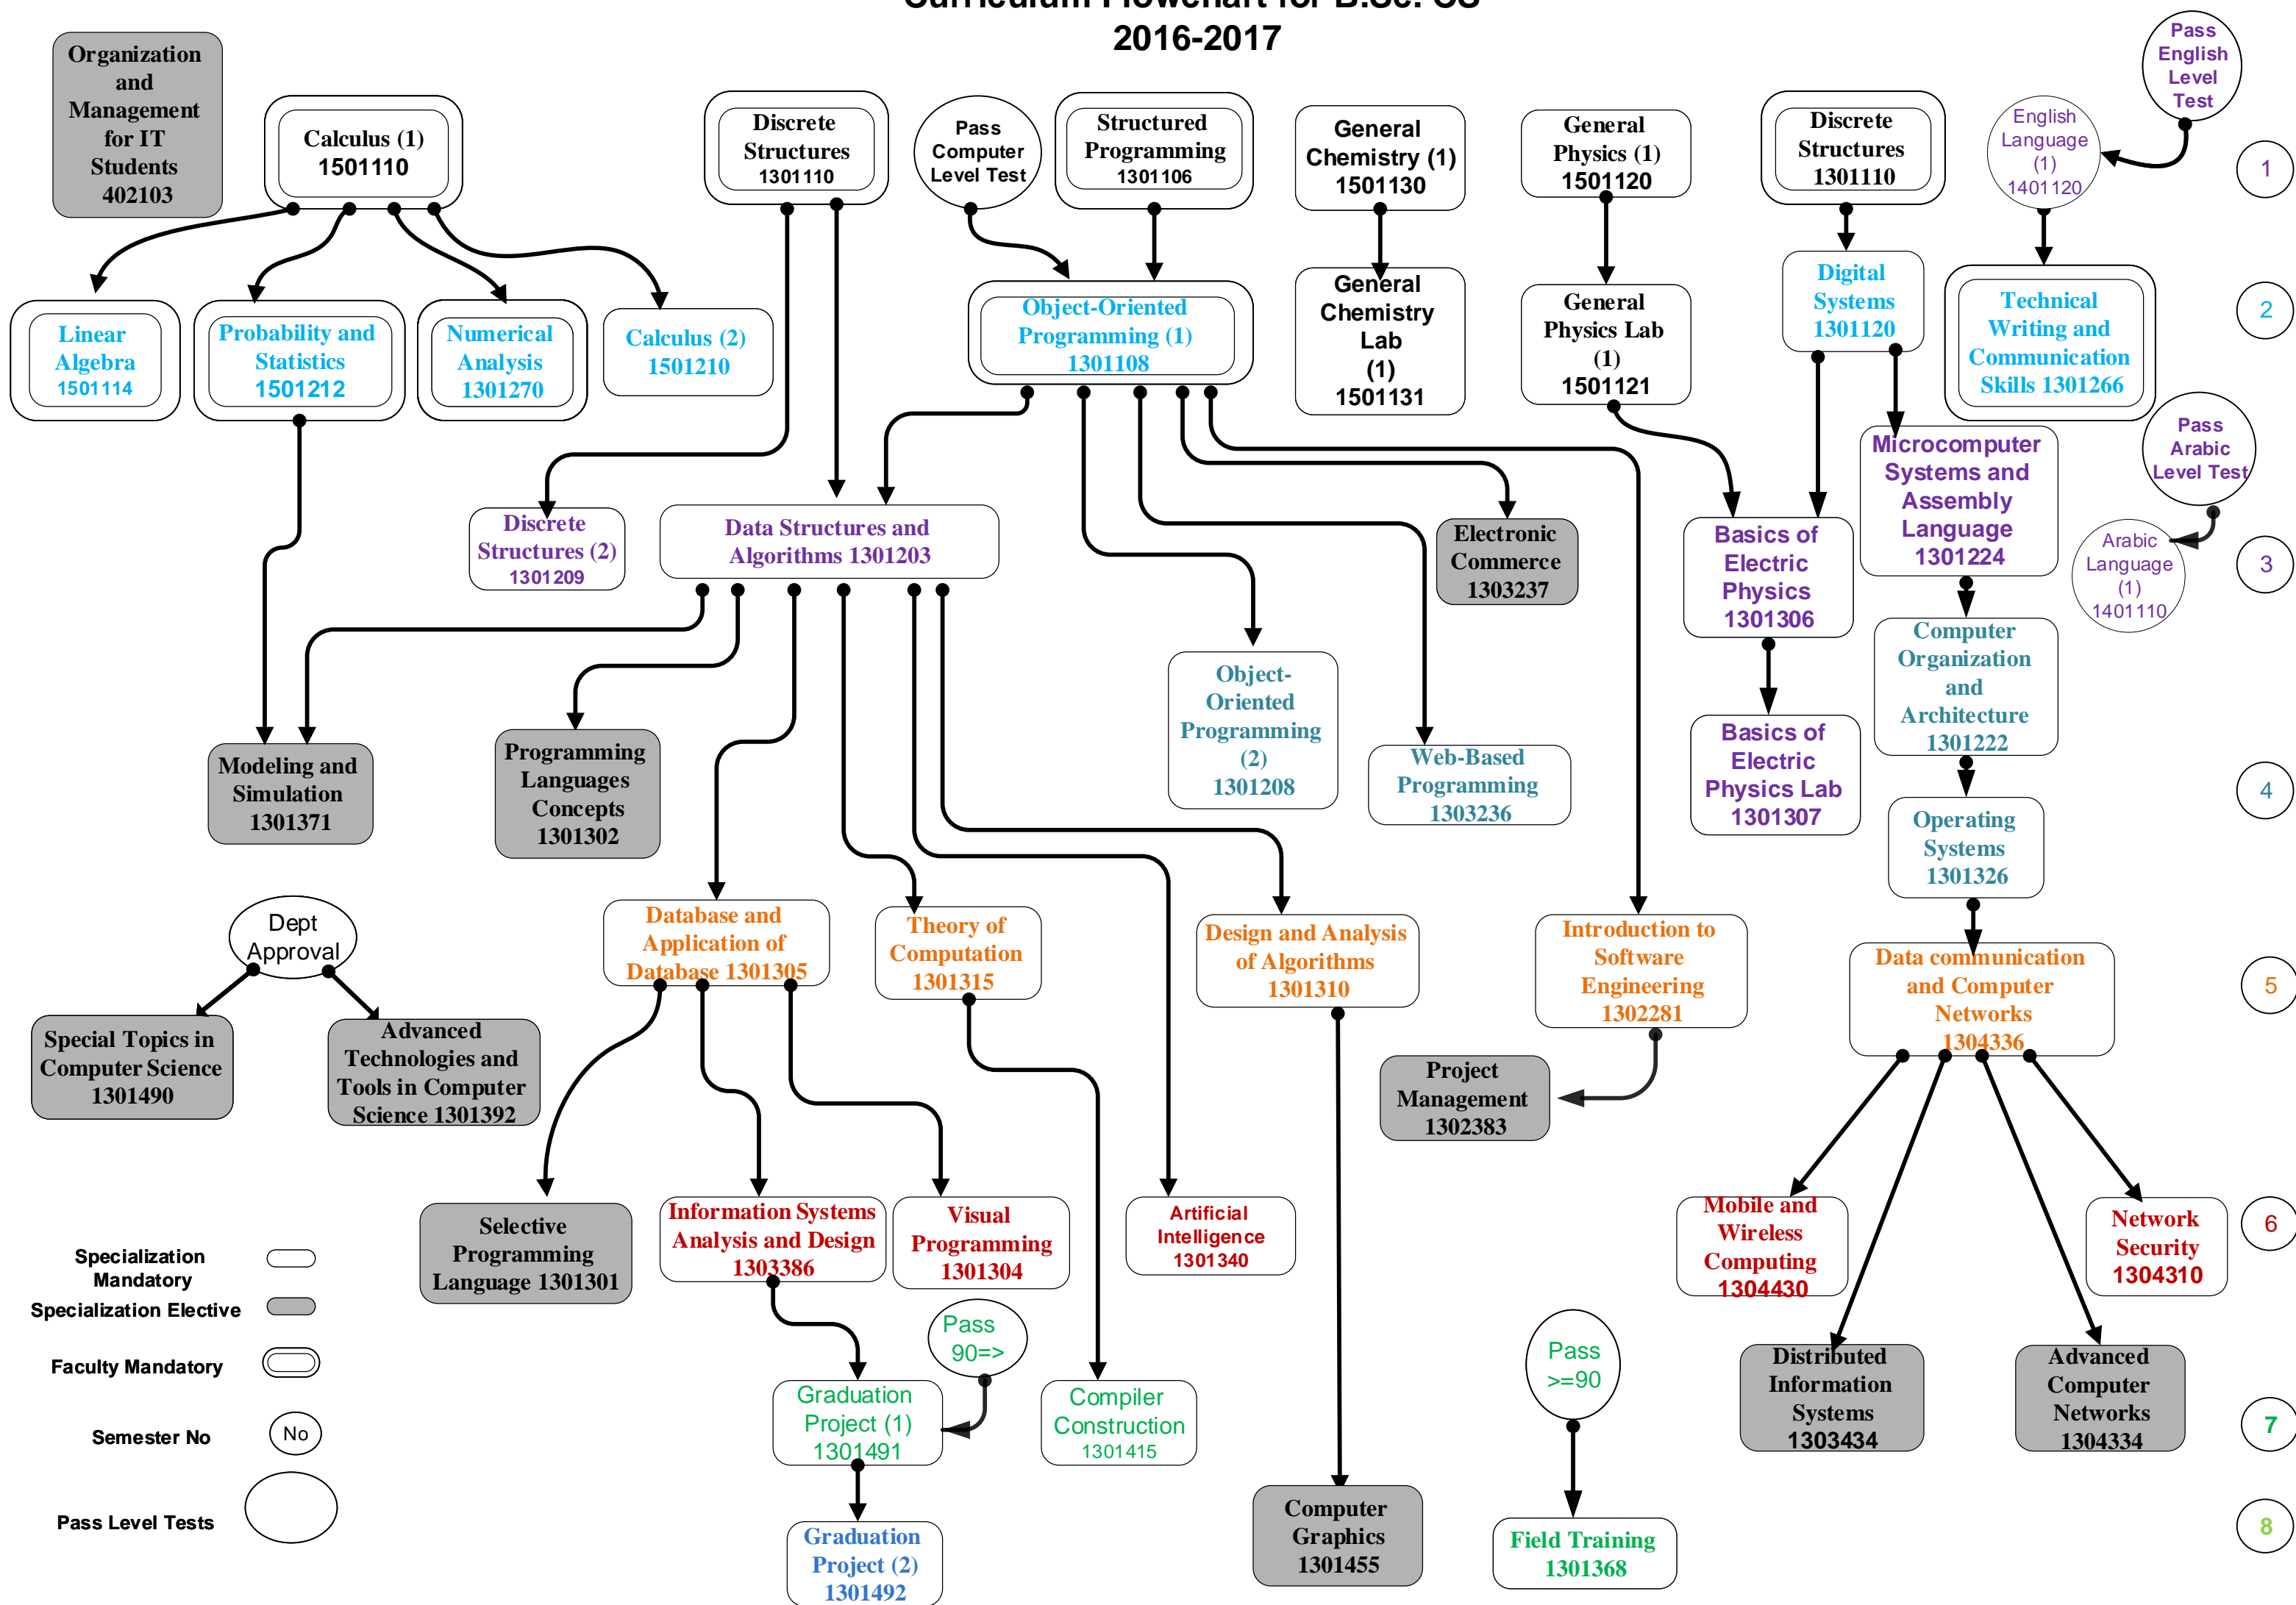 Curriculum Flowchart for B.Sc. CS
2016-2017
Organization
and
Management
for IT
Students
402103
Calculus (1)
1501110
Discrete
Structures
1301110
Pass
Computer
Level Test
Structured
Programming
1301106
General
Chemistry (1)
1501130
General
Physics (1)
1501120
Discrete
Structures
1301110
English
Language
(1)
1401120
Pass
English
Level
Test
1
Linear
Algebra
1501114
Probability and
Statistics
1501212
Numerical
Analysis
1301270
Calculus (2)
1501210
Object-Oriented
Programming (1)
1301108
General
Chemistry
Lab
(1)
1501131
General
Physics Lab
(1)
1501121
Digital
Systems
1301120
Technical
Writing and
Communication
Skills 1301266
2
Discrete
Structures (2)
1301209
Data Structures and
Algorithms 1301203
Electronic
Commerce
1303237
Basics of
Electric
Physics
1301306
Microcomputer
Systems and
Assembly
Language
1301224
Pass
Arabic
Level Test
Arabic
Language
(1)
1401110
3
Modeling and
Simulation
1301371
Programming
Languages
Concepts
1301302
Object-
Oriented
Programming
(2)
1301208
Web-Based
Programming
1303236
Basics of
Electric
Physics Lab
1301307
Computer
Organization
and
Architecture
1301222
Operating
Systems
1301326
4
Dept
Approval
Special Topics in
Computer Science
1301490
Advanced
Technologies and
Tools in Computer
Science 1301392
Database and
Application of
Database 1301305
Theory of
Computation
1301315
Design and Analysis
of Algorithms
1301310
Introduction to
Software
Engineering
1302281
Project
Management
1302383
Data communication
and Computer
Networks
1304336
5
Selective
Programming
Language 1301301
Information Systems
Analysis and Design
1303386
Visual
Programming
1301304
Artificial
Intelligence
1301340
Mobile and
Wireless
Computing
1304430
Network
Security
1304310
6
Specialization
Mandatory
Specialization Elective
Faculty Mandatory
Semester No
No
Pass Level Tests
Pass
90=>
Graduation
Project (1)
1301491
Compiler
Construction
1301415
Pass
>=90
Distributed
Information
Systems
1303434
Advanced
Computer
Networks
1304334
7
Graduation
Project (2)
1301492
Computer
Graphics
1301455
Field Training
1301368
8